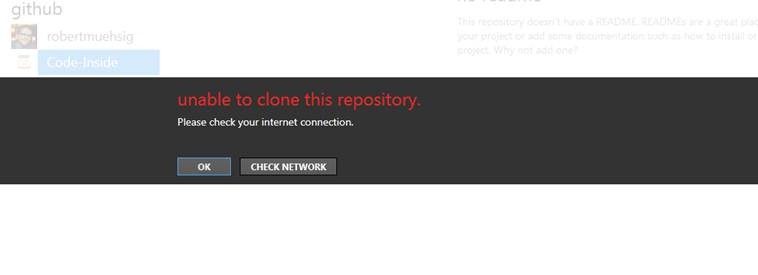 github
robertmuehsig
Code-Inside
no readme
This repository doesn't have a README. READMEs are a great plac
your project or add some documentation such as how to install or
project. Why not add one?
unable to clone this repository.
Please check your internet connection.
OK
CHECK NETWORK